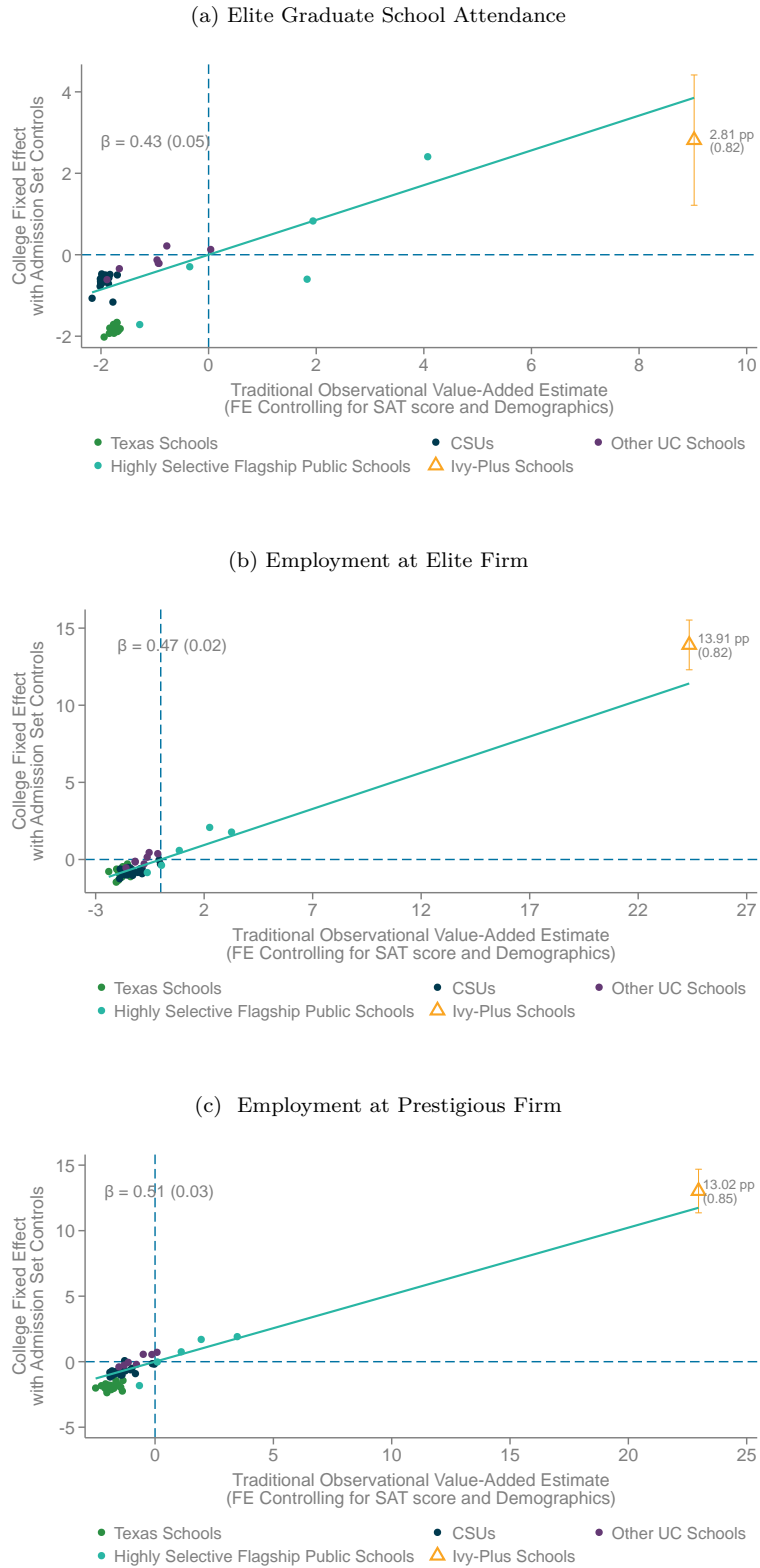 (a) Elite Graduate School Attendance
College Fixed Effect
with Admission Set Controls
4
2
0
-2
β = 0.43 (0.05)
2.81 pp
(0.82)
-2 0 2 4 6 8 10
Traditional Observational Value-Added Estimate
(FE Controlling for SAT score and Demographics)
Texas Schools CSUs Other UC Schools
Highly Selective Flagship Public Schools Ivy-Plus Schools
(b) Employment at Elite Firm
College Fixed Effect
with Admission Set Controls
15
10
5
0
β = 0.47 (0.02)
13.91 pp
(0.82)
-3 2 7 12 17 22 27
Traditional Observational Value-Added Estimate
(FE Controlling for SAT score and Demographics)
Texas Schools CSUs Other UC Schools
Highly Selective Flagship Public Schools Ivy-Plus Schools
(c) Employment at Prestigious Firm
College Fixed Effect
with Admission Set Controls
15
10
5
0
-5
β = 0.51 (0.03)
13.02 pp
(0.85)
0 5 10 15 20 25
Traditional Observational Value-Added Estimate
(FE Controlling for SAT score and Demographics)
Texas Schools CSUs Other UC Schools
Highly Selective Flagship Public Schools Ivy-Plus Schools